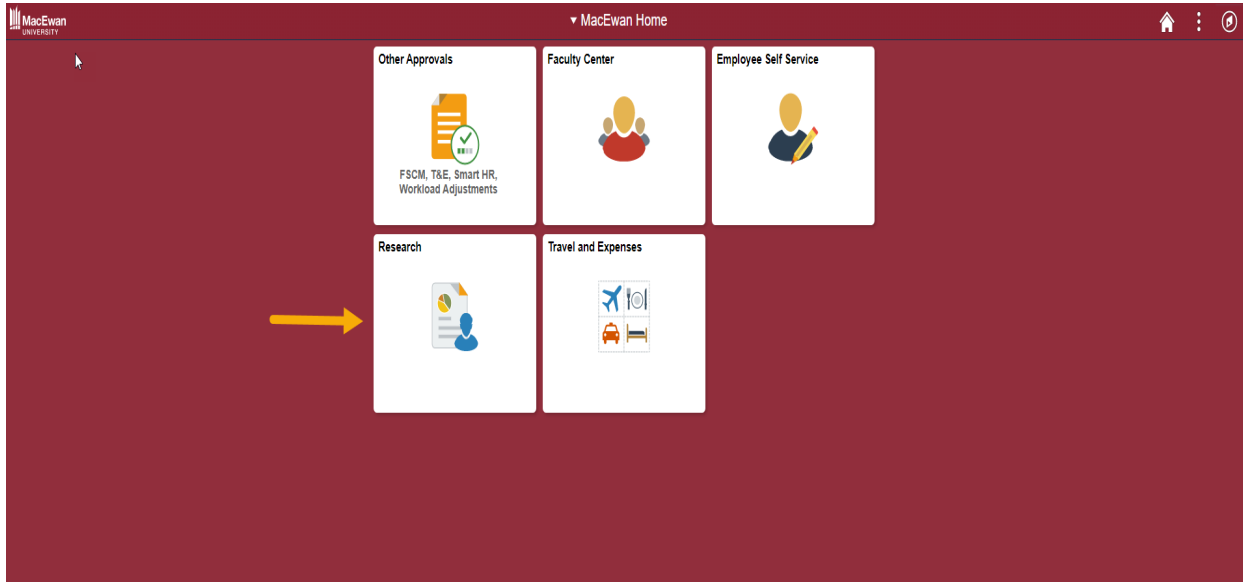 MacEwan
UNIVERSITY
▾ MacEwan Home
Other Approvals
FSCM, T&E, Smart HR,
Workload Adjustments
Faculty Center
Employee Self Service
Research
Travel and Expenses